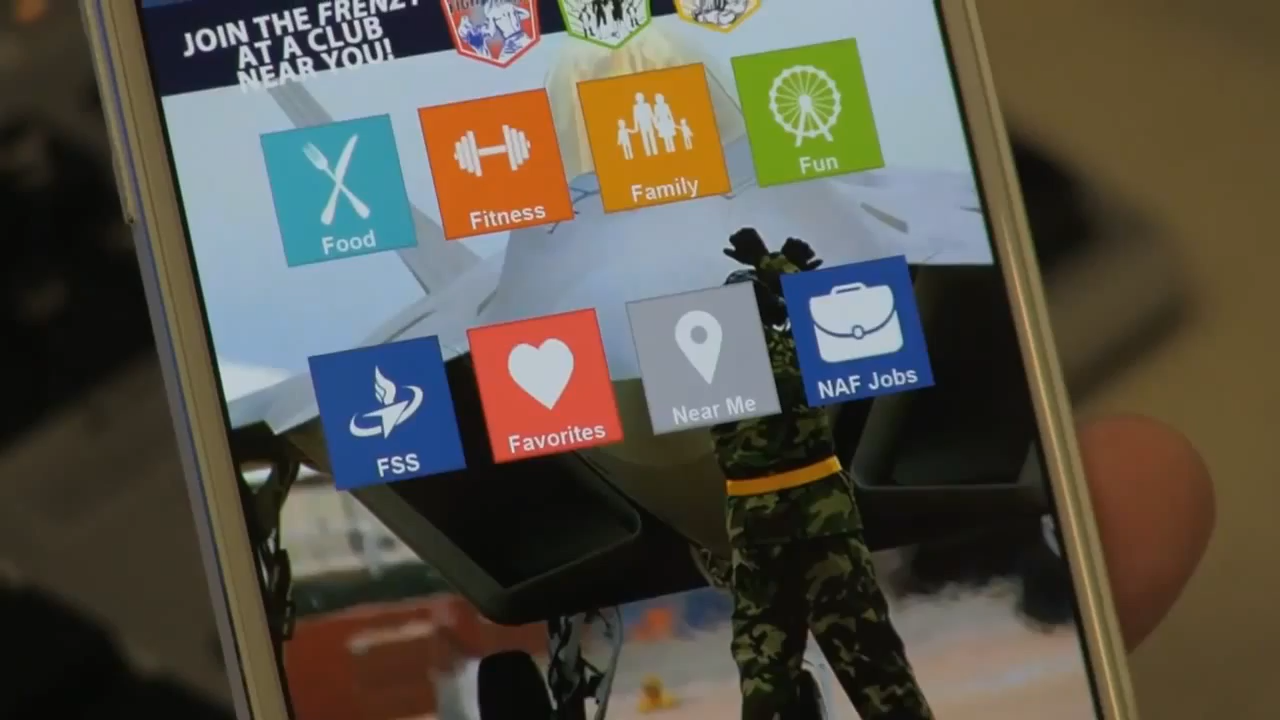 JOIN THE FRENZY
AT A CLUB
NEAR YOU!
Food
Fitness
Family
Fun
FSS
Favorites
Near Me
NAF Jobs